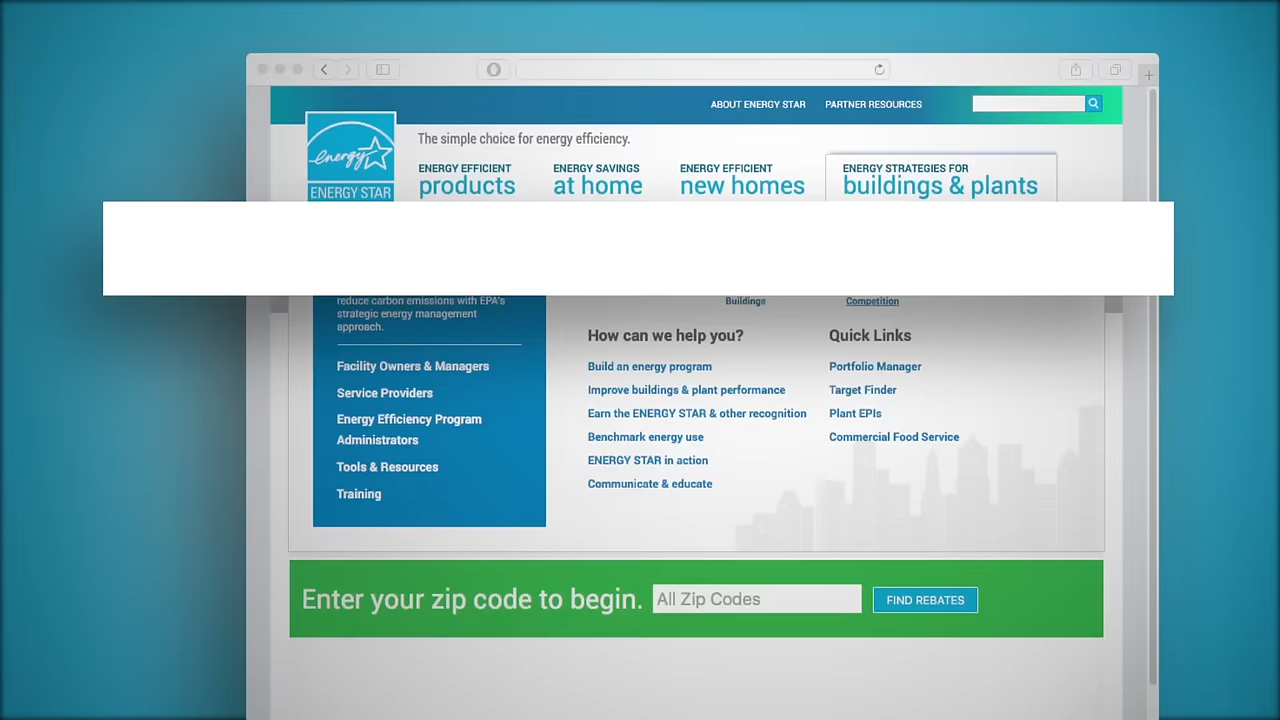 ABOUT ENERGY STAR
PARTNER RESOURCES
energy
ENERGY STAR
The simple choice for energy efficiency.
ENERGY EFFICIENT
products
ENERGY SAVINGS
at home
ENERGY EFFICIENT
new homes
ENERGY STRATEGIES FOR
buildings & plants
reduce carbon emissions with EPA's
strategic energy management
approach.
Facility Owners & Managers
Service Providers
Energy Efficiency Program
Administrators
Tools & Resources
Training
Buildings
Competition
How can we help you?
Build an energy program
Improve buildings & plant performance
Earn the ENERGY STAR & other recognition
Benchmark energy use
ENERGY STAR in action
Communicate & educate
Quick Links
Portfolio Manager
Target Finder
Plant EPIs
Commercial Food Service
Enter your zip code to begin.
All Zip Codes
FIND REBATES